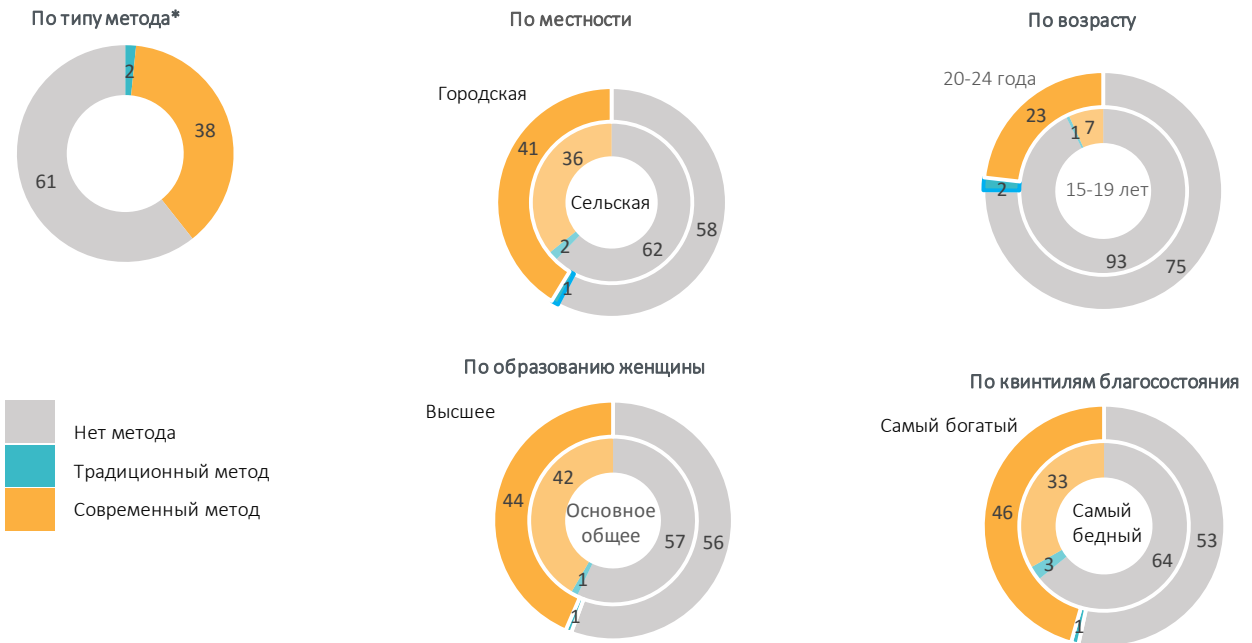 По типу метода*
2
38
61
По местности
Городская
41
36
Сельская
58
2
62
1
По возрасту
20-24 года
23
1
7
2
15-19 лет
93
75
Нет метода
Традиционный метод
Современный метод
По образованию женщины
Высшее
42
44
Основное
общее
57
56
1
1
По квинтилям благосостояния
Самый богатый
33
46
Самый
бедный
53
3
64
1